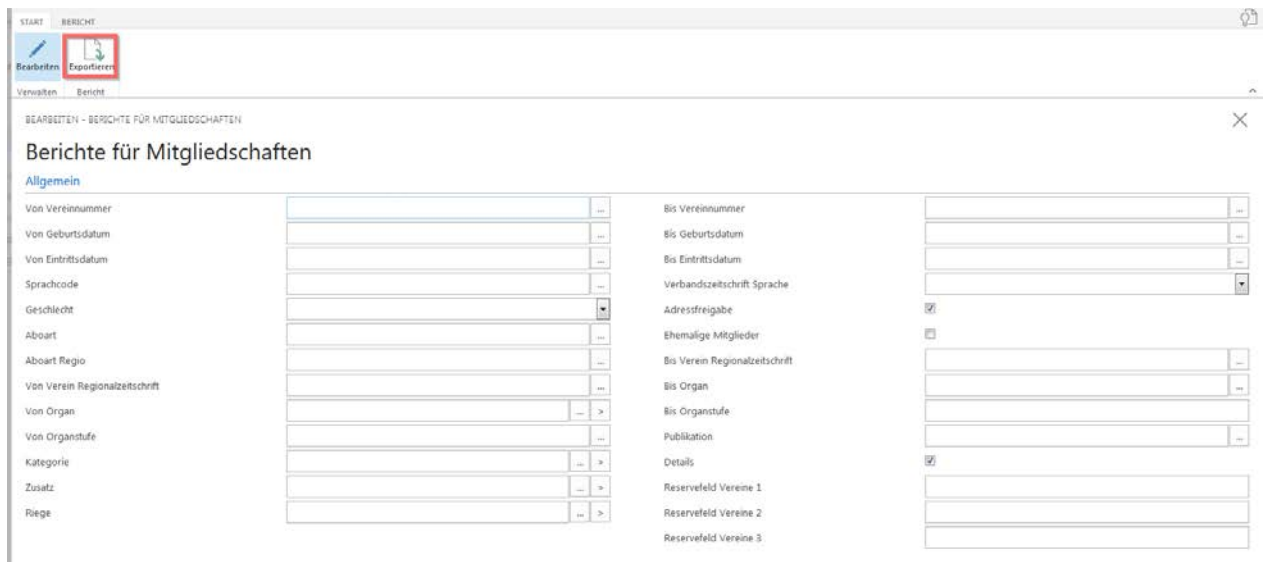 START BERICHT
Bearbeiten Exportieren
Verwalten Bericht
BEARBEITEN - BERICHTE FÜR MITGLIEDSCHAFTEN
Berichte für Mitgliedschaften
Allgemein
Von Vereinnummer ... Bis Vereinnummer ...
Von Geburtsdatum ... Bis Geburtsdatum ...
Von Eintrittsdatum ... Bis Eintrittsdatum ...
Sprachcode ... Verbandszeitschrift Sprache
Geschlecht Adressfreigabe
Aboart ... Ehemalige Mitglieder
Aboart Regio ... Bis Verein Regionalzeitschrift ...
Von Verein Regionalzeitschrift ... Bis Organ ...
Von Organ ... > Bis Organstufe
Von Organstufe ... Publikation ...
Kategorie ... > Details
Zusatz ... > Reservefeld Vereine 1
Riege ... > Reservefeld Vereine 2
Reservefeld Vereine 3